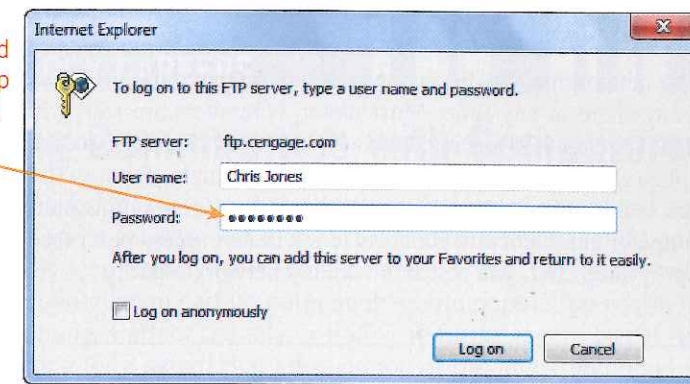 Internet Explorer
d
p
To log on to this FTP server, type a user name and password.
FTP server: ftp.cengage.com
User name: Chris Jones
Password: ●●●●●●●●
After you log on, you can add this server to your Favorites and return to it easily.
Log on anonymously
Log on Cancel